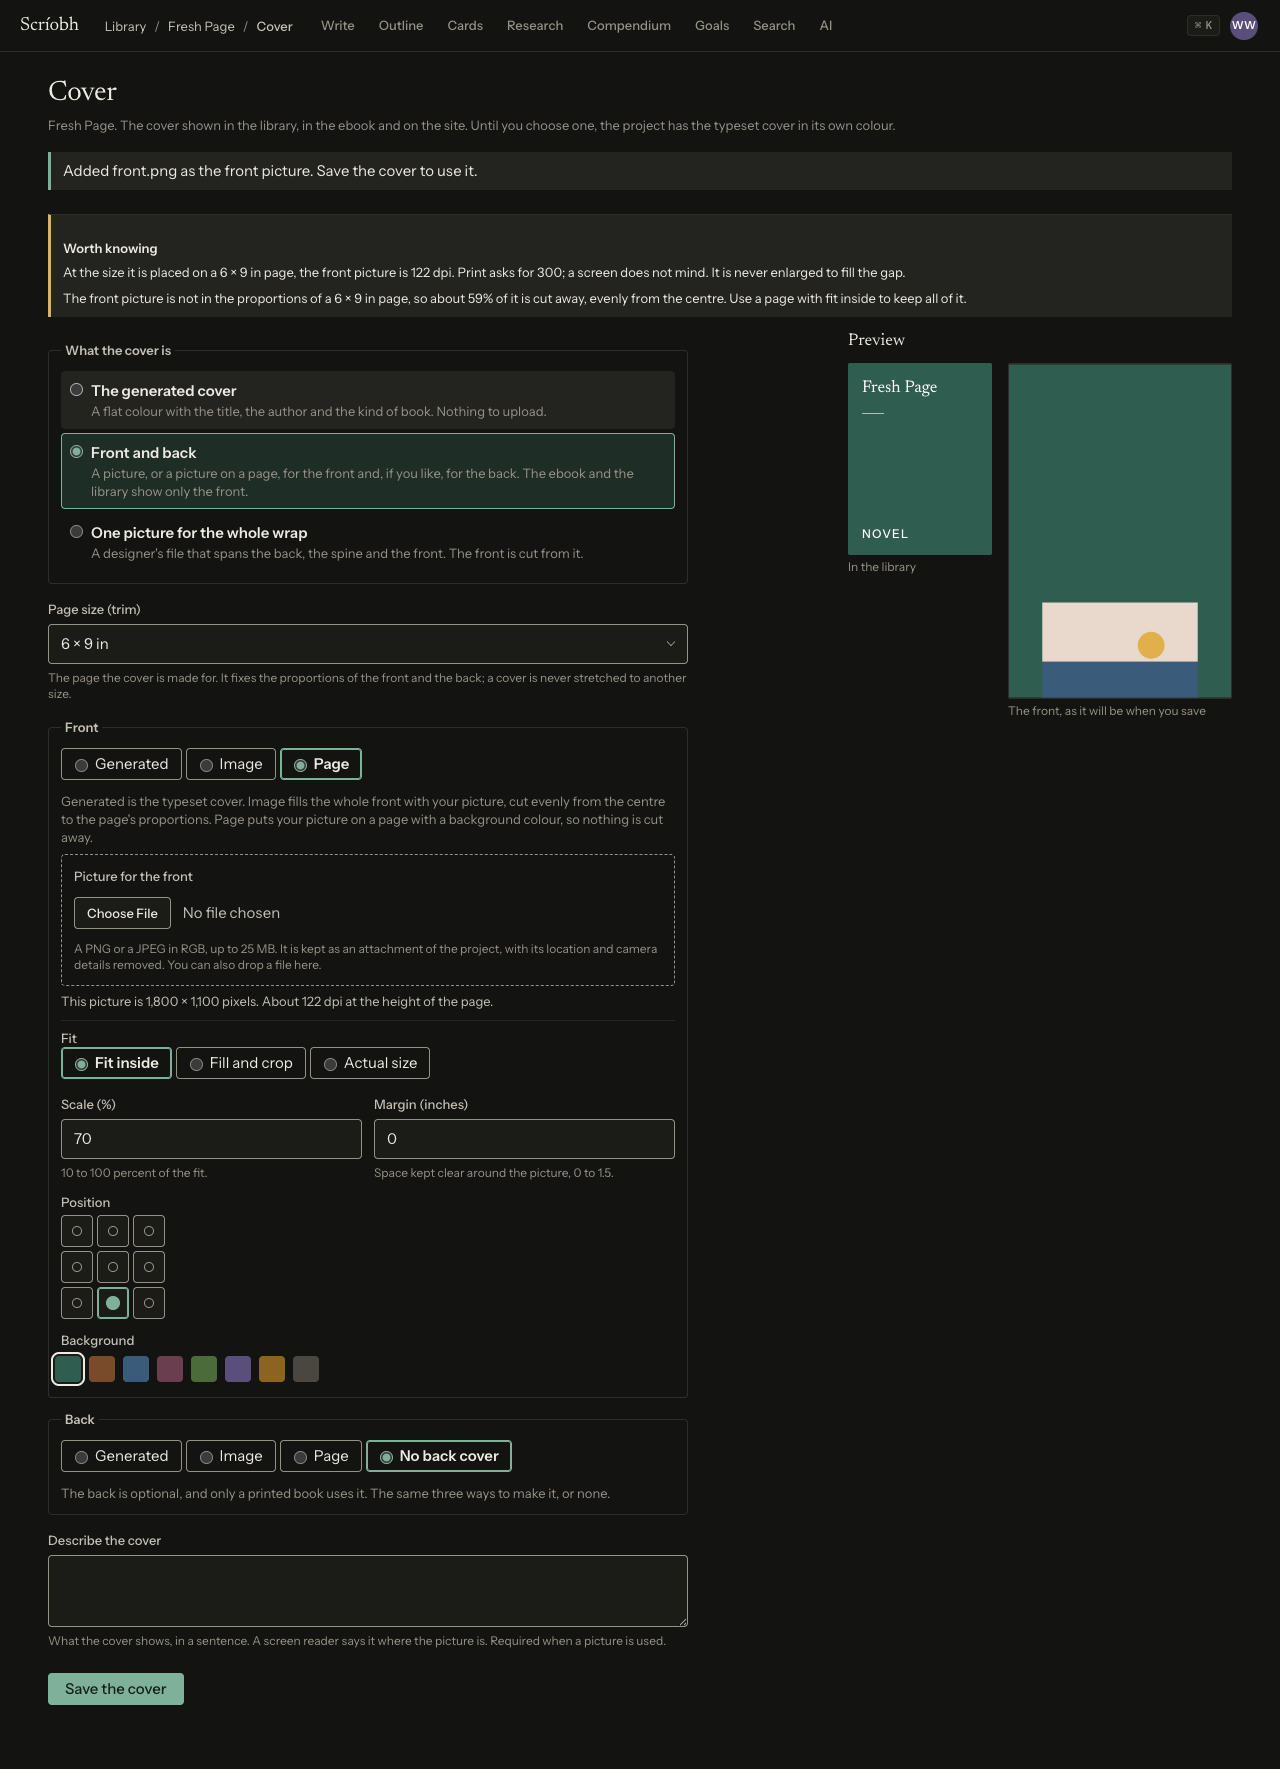 Scríobh
Library / Fresh Page / Cover
Write
Outline
Cards
Research
Compendium
Goals
Search
AI
⌘ K
WW
Cover
Fresh Page. The cover shown in the library, in the ebook and on the site. Until you choose one, the project has the typeset cover in its own colour.
Added front.png as the front picture. Save the cover to use it.
Worth knowing
At the size it is placed on a 6 × 9 in page, the front picture is 122 dpi. Print asks for 300; a screen does not mind. It is never enlarged to fill the gap.
The front picture is not in the proportions of a 6 × 9 in page, so about 59% of it is cut away, evenly from the centre. Use a page with fit inside to keep all of it.
What the cover is
The generated cover
A flat colour with the title, the author and the kind of book. Nothing to upload.
Front and back
A picture, or a picture on a page, for the front and, if you like, for the back. The ebook and the
library show only the front.
One picture for the whole wrap
A designer's file that spans the back, the spine and the front. The front is cut from it.
Page size (trim)
6 × 9 in
The page the cover is made for. It fixes the proportions of the front and the back; a cover is never stretched to another
size.
Front
Generated
Image
Page
Generated is the typeset cover. Image fills the whole front with your picture, cut evenly from the centre
to the page's proportions. Page puts your picture on a page with a background colour, so nothing is cut
away.
Picture for the front
Choose File
No file chosen
A PNG or a JPEG in RGB, up to 25 MB. It is kept as an attachment of the project, with its location and camera
details removed. You can also drop a file here.
This picture is 1,800 × 1,100 pixels. About 122 dpi at the height of the page.
Fit
Fit inside
Fill and crop
Actual size
Scale (%)
70
10 to 100 percent of the fit.
Margin (inches)
0
Space kept clear around the picture, 0 to 1.5.
Position
Background
Back
Generated
Image
Page
No back cover
The back is optional, and only a printed book uses it. The same three ways to make it, or none.
Describe the cover
What the cover shows, in a sentence. A screen reader says it where the picture is. Required when a picture is used.
Save the cover
Preview
Fresh Page
NOVEL
In the library
The front, as it will be when you save